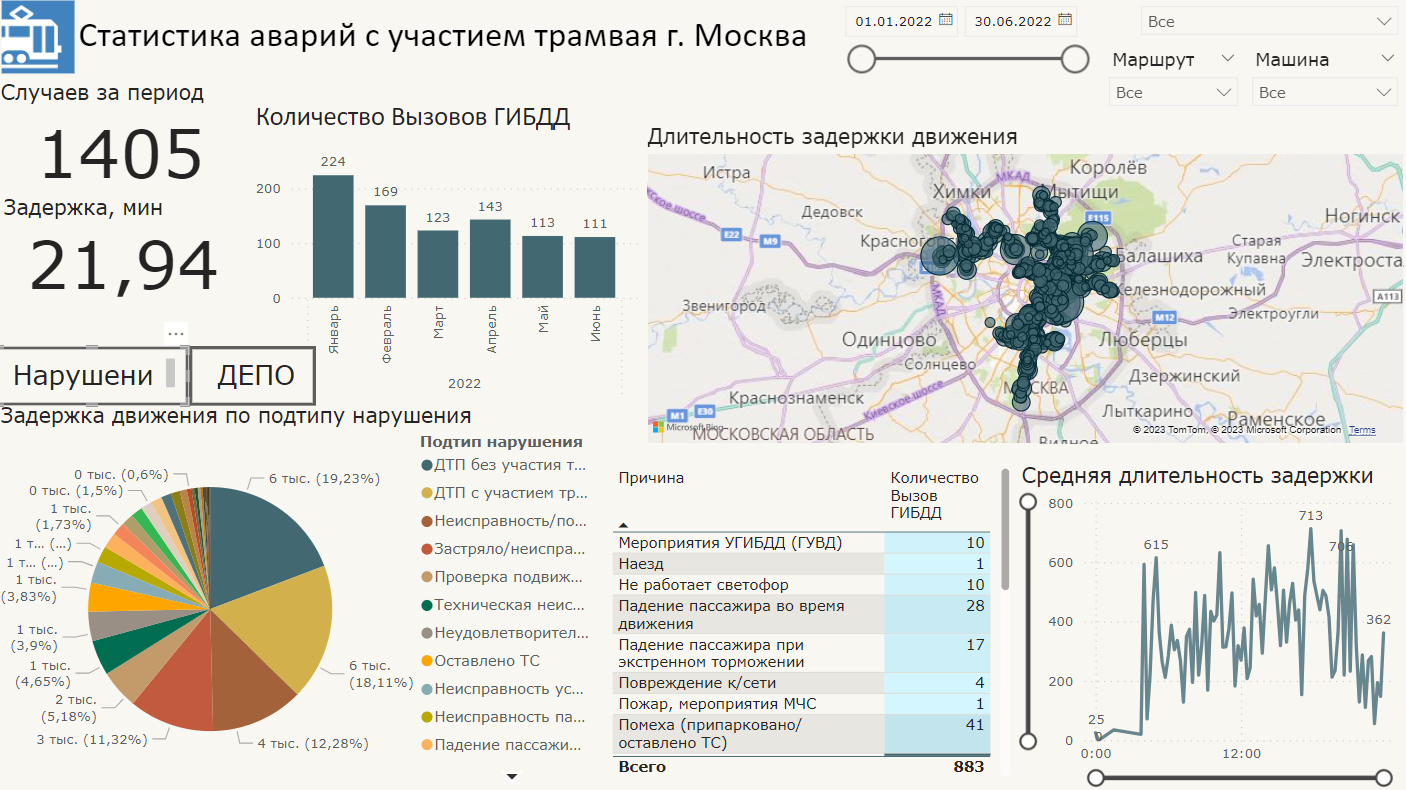 Статистика аварий с участием трамвая г. Москва
01.01.2022
30.06.2022
Все
Маршрут
Машина
Все
Все
Случаев за период
1405
Задержка, мин
21,94
Количество Вызовов ГИБДД
224
169
123
143
113
111
200
100
0
Январь
Февраль
Март
Апрель
Май
Июнь
2022
Длительность задержки движения
Истра
Королёв
МКАД
Химки
Мытищи
Дедовск
E115
Ногинск
E22
M9
Красног
Старая
Купавна
Балашиха
Электроста
Звенигород
елезнодорожный
A113
M12
Электроугли
Одинцово
Люберцы
Солнцево
Дзержинский
МКАД
МОСКВА
Краснознаменск
Киевское шоссе
Лыткарино
M1
E30
Раменское
МОСКОВСКАЯ ОБЛАСТЬ
Видное
Microsoft Bing
© 2023 TomTom, © 2023 Microsoft Corporation
Terms
...
Нарушени
ДЕПО
Задержка движения по подтипу нарушения
0 тыс. (0,6%)
0 тыс. (1,5%)
1 тыс.
(1,73%)
1 т... (...)
1 т... (...)
1 тыс.
(3,83%)
1 тыс.
(3,9%)
1 тыс.
(4,65%)
2 тыс.
(5,18%)
3 тыс. (11,32%)
4 тыс. (12,28%)
6 тыс.
(18,11%)
6 тыс. (19,23%)
Подтип нарушения
ДТП без участия т...
ДТП с участием тр...
Неисправность/по...
Застряло/неиспра...
Проверка подвиж...
Техническая неис...
Неудовлетворител...
Оставлено ТС
Неисправность ус...
Неисправность па...
Падение пассажи...
Причина
Количество
Вызов
ГИБДД
Мероприятия УГИБДД (ГУВД) 10
Наезд 1
Не работает светофор 10
Падение пассажира во время 28
движения
Падение пассажира при 17
экстренном торможении
Повреждение к/сети 4
Пожар, мероприятия МЧС 1
Помеха (припарковано/ 41
оставлено ТС)
Всего 883
Средняя длительность задержки
800
600
400
200
0
25
0
615
713
706
362
0:00
12:00